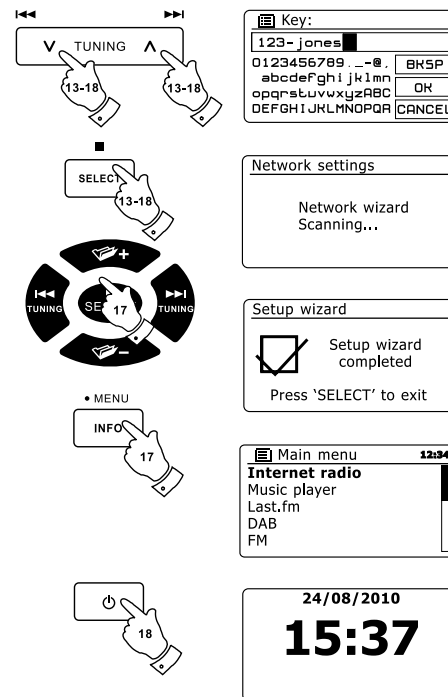 TUNING
13-18
13-18
SELECT
13-18
TUNING
SE
17
TUNING
MENU
INFO
17
18
Key:
123-jones
0123456789._-@,
BKSP
abcdefghijklmn
OK
opqrstuvwxyzABC
DEFGHIJKLMNOPQR
CANCEL
Network settings
Network wizard
Scanning...
Setup wizard
Setup wizard
completed
Press ‘SELECT’ to exit
Main menu
12:34
Internet radio
Music player
Last.fm
DAB
FM
24/08/2010
15:37